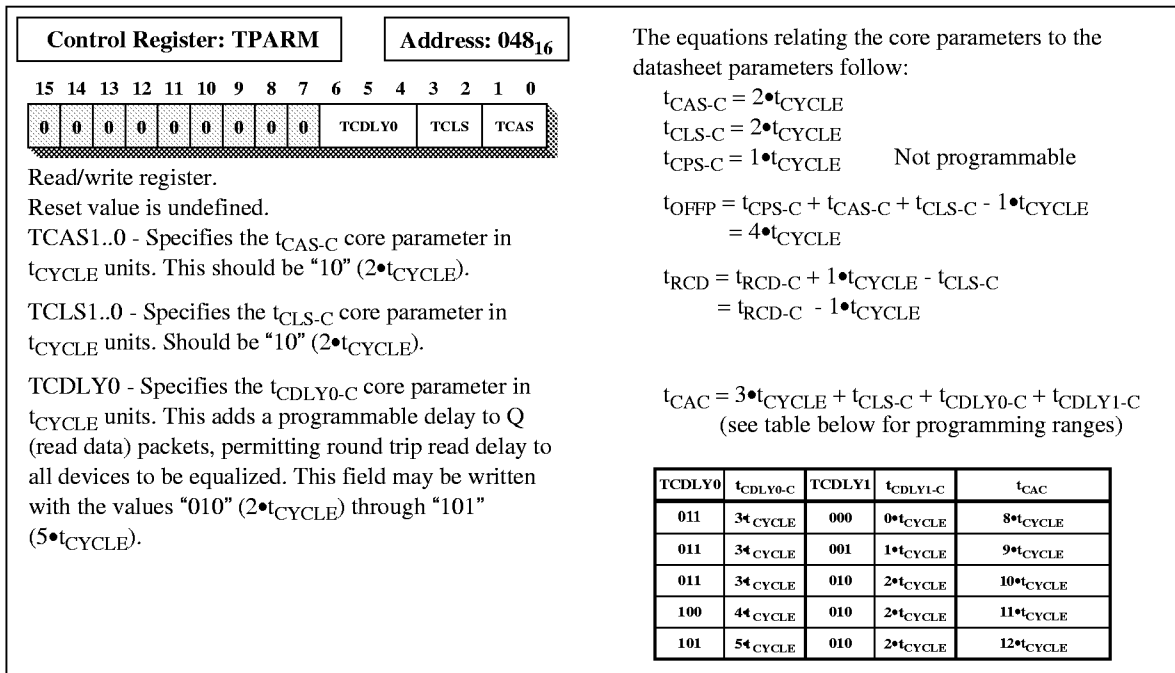 Control Register: TPARM
Address: 048₁₆
15 14 13 12 11 10 9 8 7 6 5 4 3 2 1 0
0 0 0 0 0 0 0 0 0 TCDLY0 TCLS TCAS
Read/write register.
Reset value is undefined.
TCAS1..0 - Specifies the tCAS-C core parameter in
tCYCLE units. This should be “10” (2•tCYCLE).
TCLS1..0 - Specifies the tCLS-C core parameter in
tCYCLE units. Should be “10” (2•tCYCLE).
TCDLY0 - Specifies the tCDLY0-C core parameter in
tCYCLE units. This adds a programmable delay to Q
(read data) packets, permitting round trip read delay to
all devices to be equalized. This field may be written
with the values “010” (2•tCYCLE) through “101”
(5•tCYCLE).
The equations relating the core parameters to the
datasheet parameters follow:
tCAS-C = 2•tCYCLE
tCLS-C = 2•tCYCLE
tCPS-C = 1•tCYCLE Not programmable
tOFFP = tCPS-C + tCAS-C + tCLS-C - 1•tCYCLE
= 4•tCYCLE
tRCD = tRCD-C + 1•tCYCLE - tCLS-C
= tRCD-C - 1•tCYCLE
tCAC = 3•tCYCLE + tCLS-C + tCDLY0-C + tCDLY1-C
(see table below for programming ranges)
TCDLY0 tCDLY0-C TCDLY1 tCDLY1-C tCAC
011 3•tCYCLE 000 0•tCYCLE 8•tCYCLE
011 3•tCYCLE 001 1•tCYCLE 9•tCYCLE
011 3•tCYCLE 010 2•tCYCLE 10•tCYCLE
100 4•tCYCLE 010 2•tCYCLE 11•tCYCLE
101 5•tCYCLE 010 2•tCYCLE 12•tCYCLE